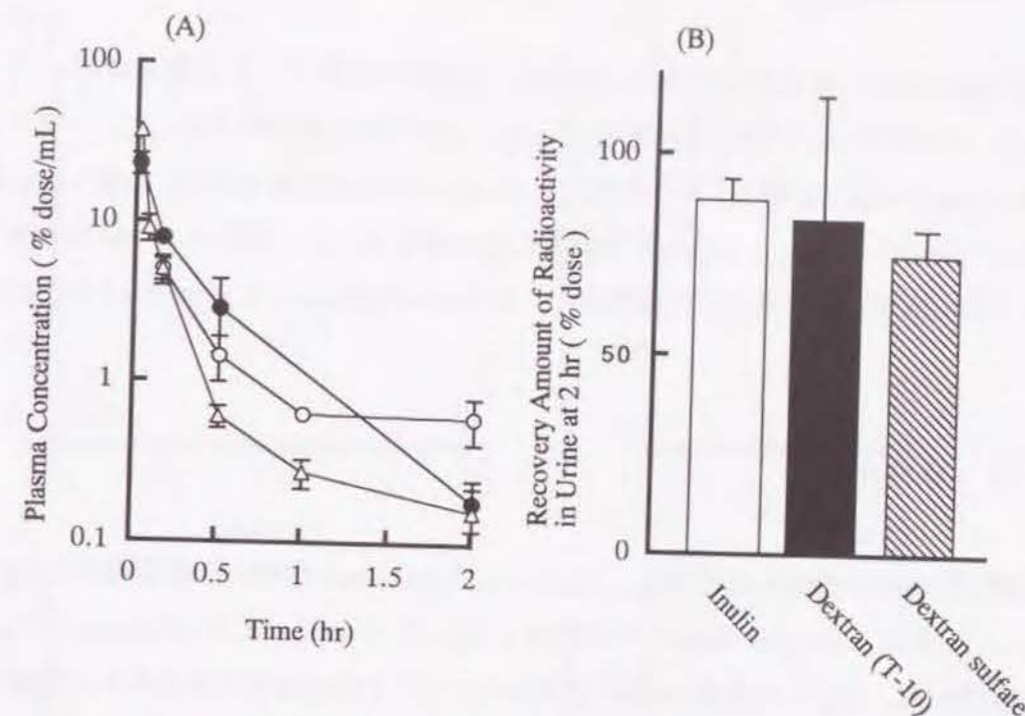 (A)
100
10
1
0.1
0
0.5
1
1.5
2
Plasma Concentration ( % dose/mL )
Time (hr)
(B)
100
50
0
Recovery Amount of Radioactivity
in Urine at 2 hr ( % dose )
Inulin
Dextran (T-10)
Dextran sulfate